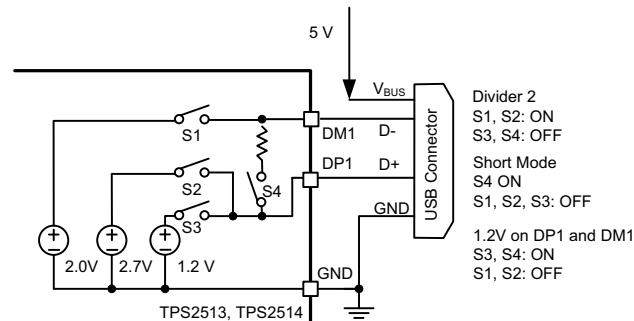 5 V
VBUS
DM1
D-
DP1
D+
GND
USB Connector
S1
S2
S3
S4
2.0V
2.7V
1.2 V
GND
TPS2513, TPS2514
Divider 2
S1, S2: ON
S3, S4: OFF
Short Mode
S4 ON
S1, S2, S3: OFF
1.2V on DP1 and DM1
S3, S4: ON
S1, S2: OFF